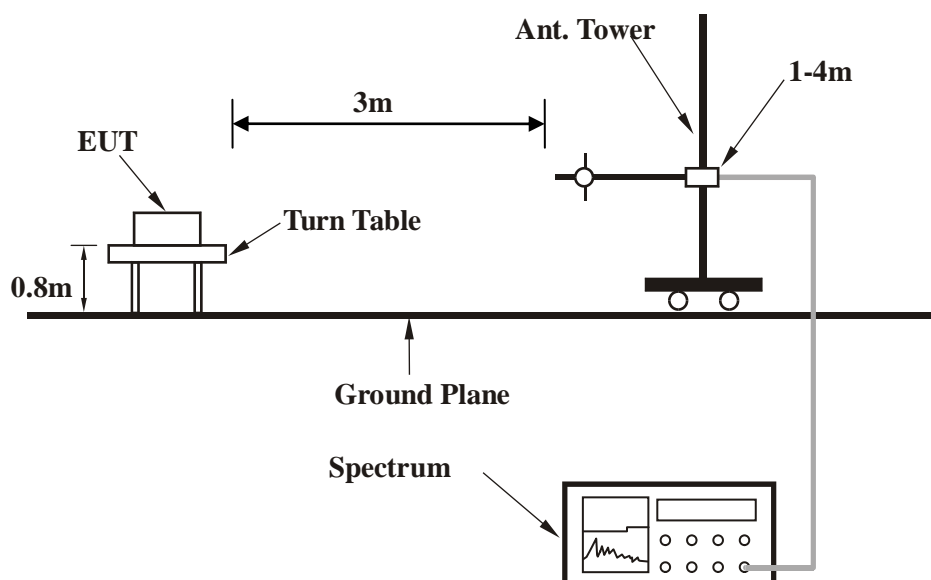 Ant. Tower
1-4m
3m
EUT
Turn Table
0.8m
Ground Plane
Spectrum